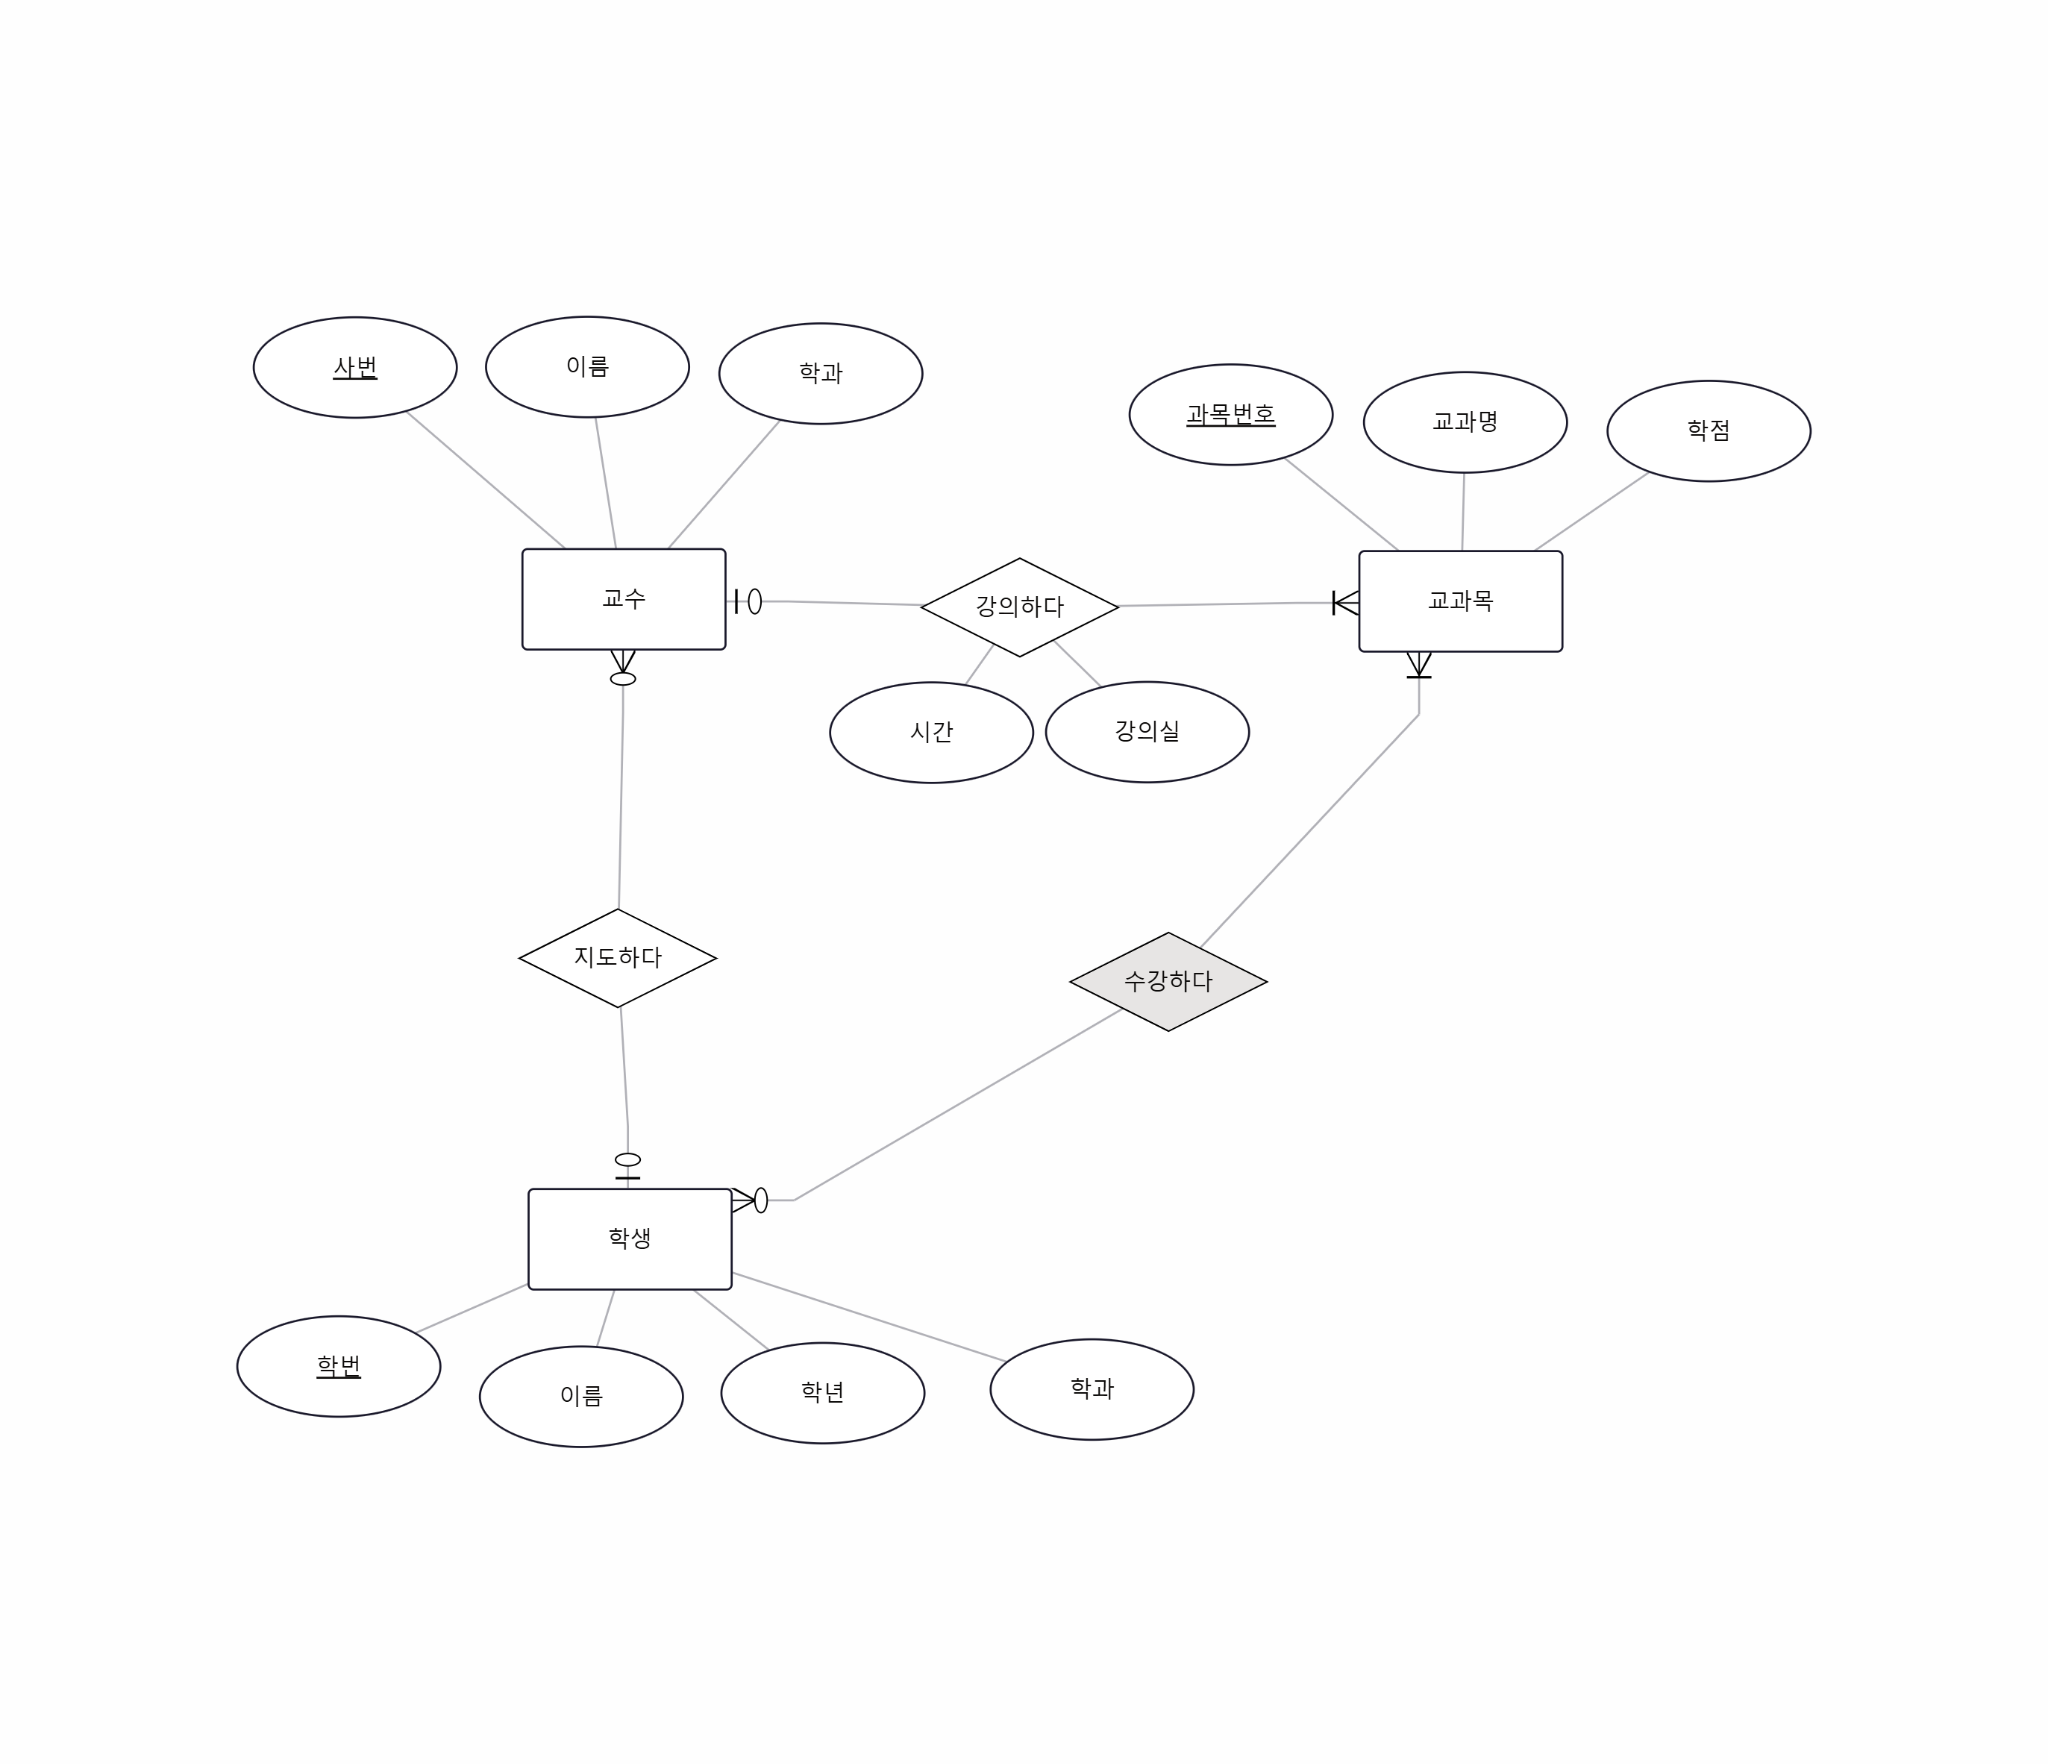 사번
이름
학과
과목번호
교과명
학점
교수
강의하다
교과목
시간
강의실
지도하다
수강하다
학생
학번
이름
학년
학과